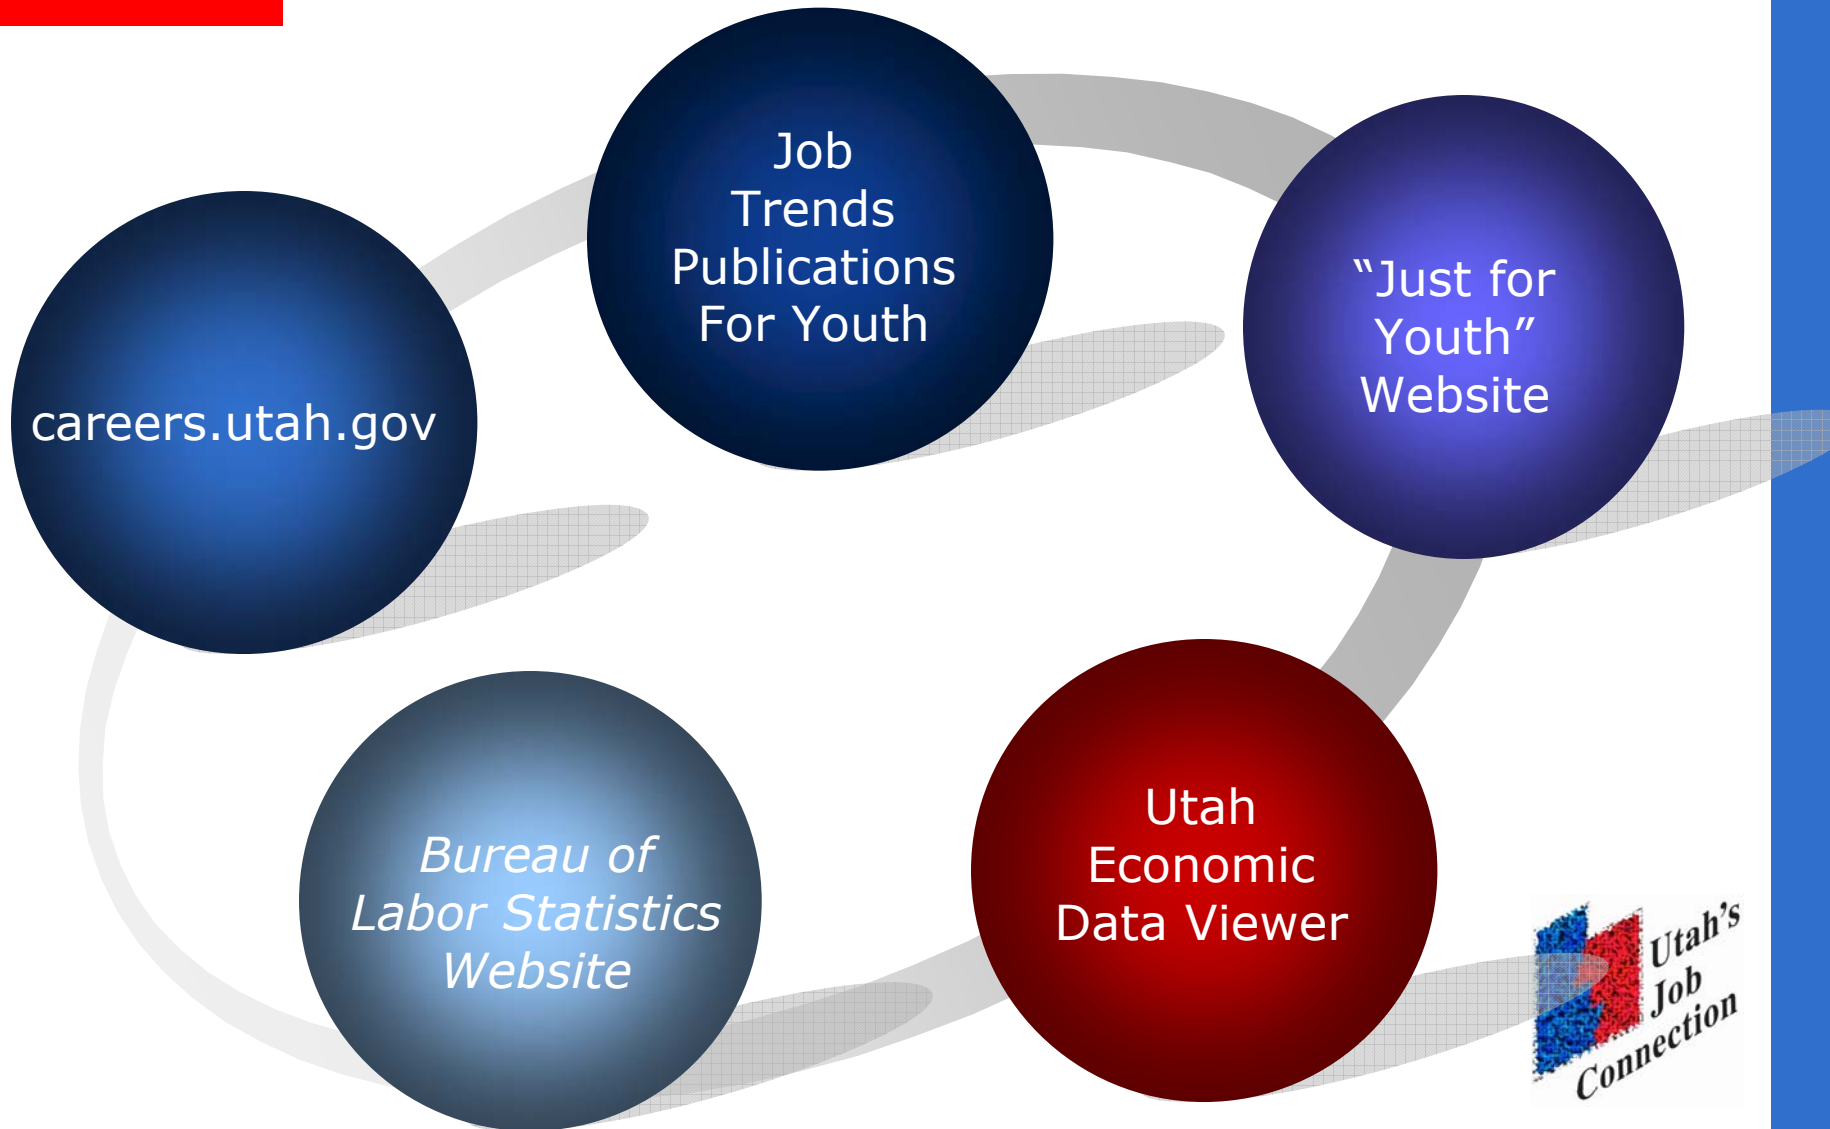 careers.utah.gov
Job
Trends
Publications
For Youth
“Just for
Youth”
Website
Utah
Economic
Data Viewer
Bureau of
Labor Statistics
Website
Utah's
Job
Connection